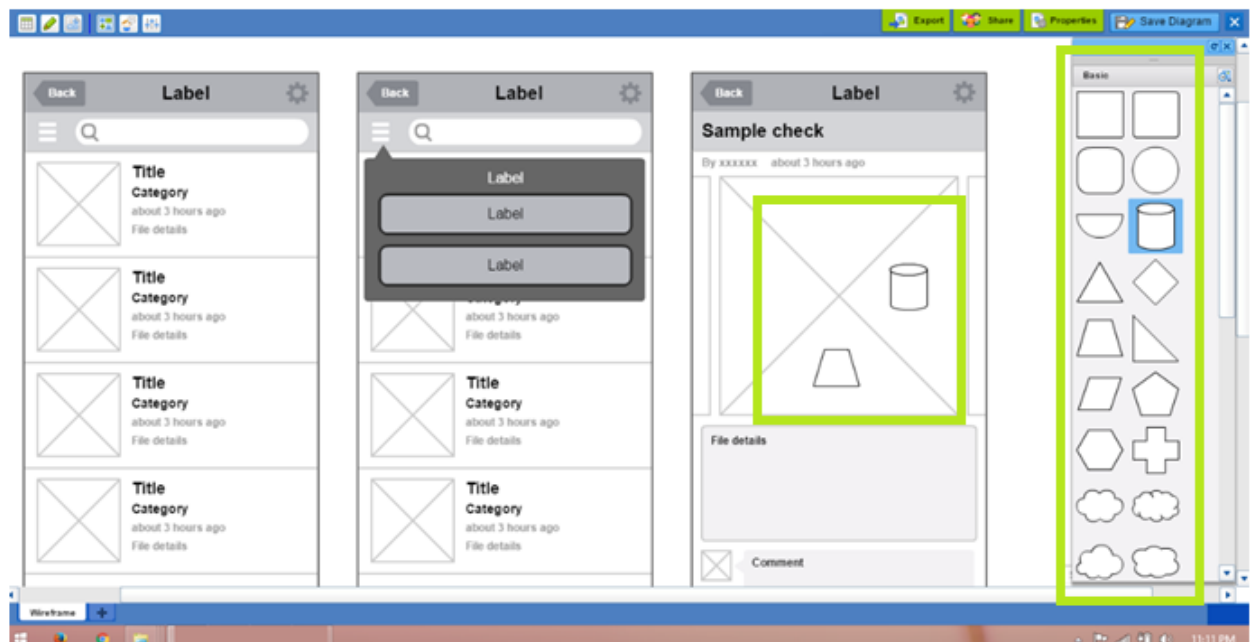 Export Share Properties Save Diagram
Basic
Back Label
Title
Category
about 3 hours ago
File details
Title
Category
about 3 hours ago
File details
Title
Category
about 3 hours ago
File details
Title
Category
about 3 hours ago
File details
Back Label
Label
Label
Label
about 3 hours ago
File details
Title
Category
about 3 hours ago
File details
Title
Category
about 3 hours ago
File details
Back Label
Sample check
By xxxxxx about 3 hours ago
File details
Comment
Wireframe
11:11 PM